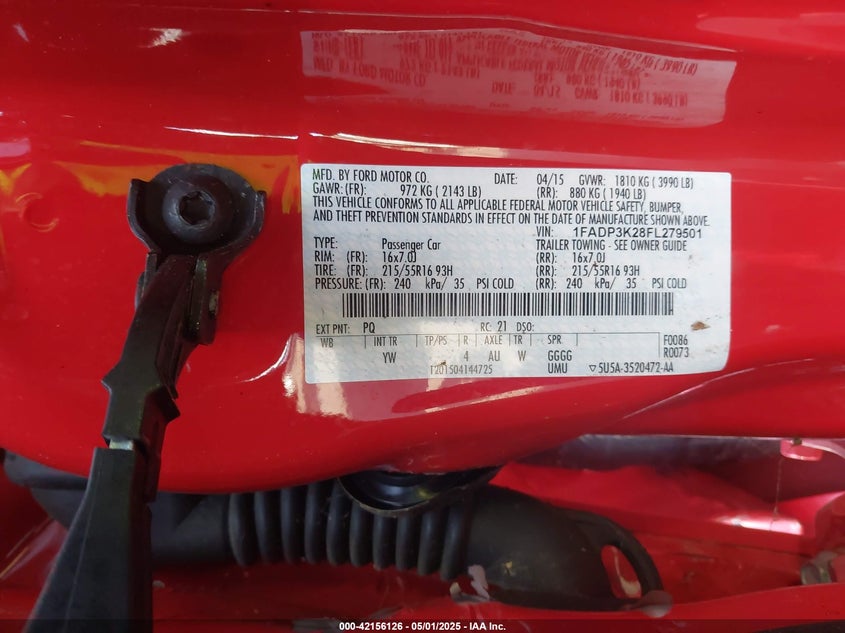 MFD. BY FORD MOTOR CO. DATE: 04/15 GVWR: 1810 KG ( 3990 LB)
GAWR: (FR): 972 KG ( 2143 LB) (RR): 880 KG ( 1940 LB)
THIS VEHICLE CONFORMS TO ALL APPLICABLE FEDERAL MOTOR VEHICLE SAFETY, BUMPER,
AND THEFT PREVENTION STANDARDS IN EFFECT ON THE DATE OF MANUFACTURE SHOWN ABOVE.
VIN: 1FADP3K28FL279501
TYPE: Passenger Car TRAILER TOWING - SEE OWNER GUIDE
RIM: (FR): 16x7.0J (RR): 16x7.0J
TIRE: (FR): 215/55R16 93H (RR): 215/55R16 93H
PRESSURE: (FR): 240 kPa/ 35 PSI COLD (RR): 240 kPa/ 35 PSI COLD
EXT PNT: PQ RC: 21 DSO:
WB INT TR TP/PS R AXLE TR SPR F0086
YW 4 AU W GGGG R0073
T201504144725 UMU ▽5U5A-3520472-AA
000-42156126 - 05/01/2025 - IAA Inc.